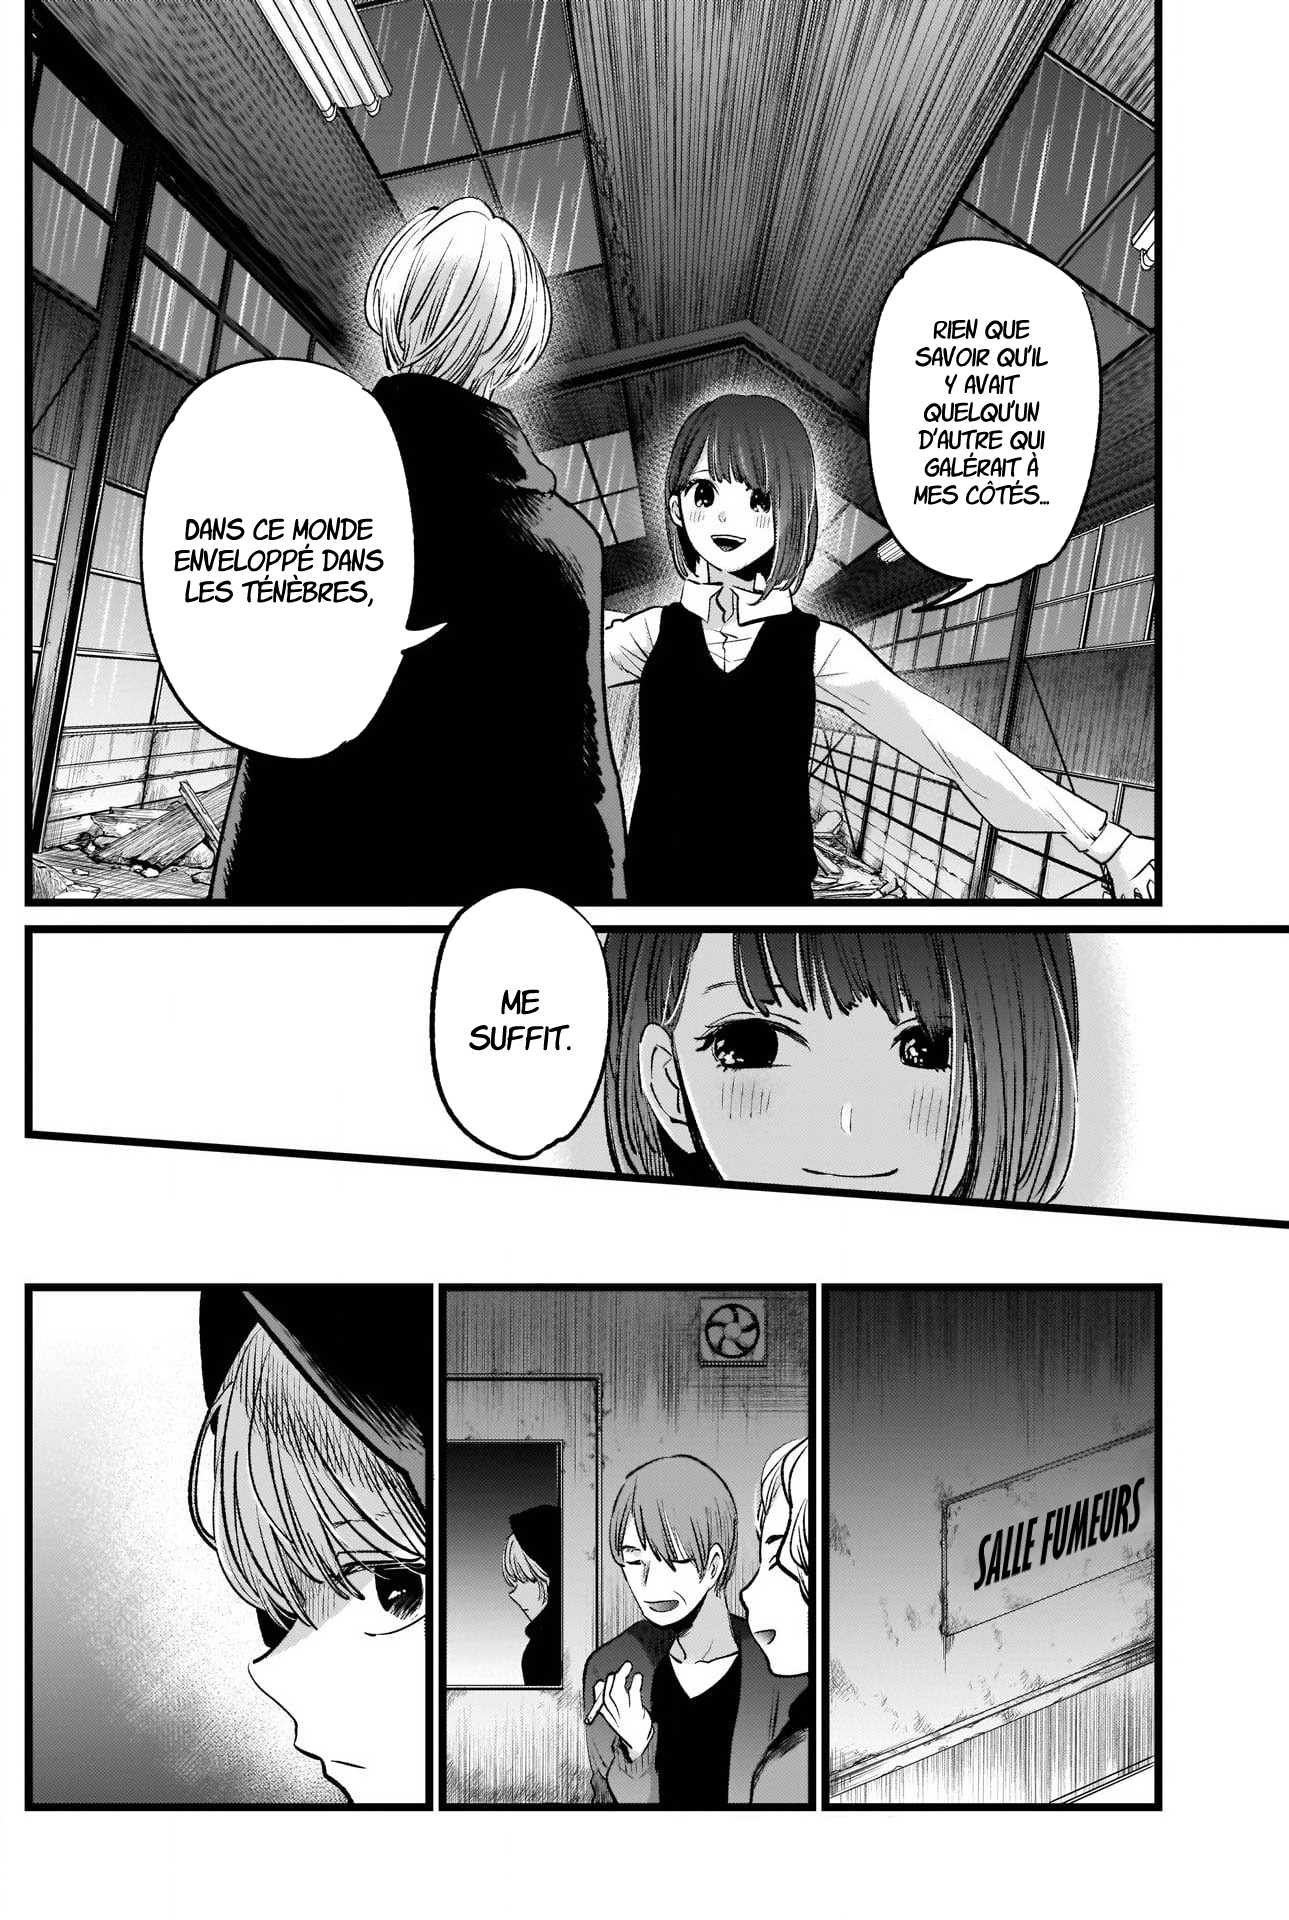 RIEN QUE
SAVOIR QU'IL
Y AVAIT
QUELQU'UN
D'AUTRE QUI
GALÉRAIT À
MES CÔTÉS...
DANS CE MONDE
ENVELOPPÉ DANS
LES TÉNÈBRES,
ME
SUFFIT.
SALLE FUMEURS